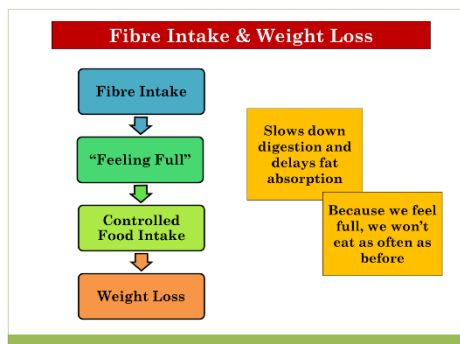 Fibre Intake & Weight Loss
Fibre Intake
“Feeling Full”
Controlled
Food Intake
Weight Loss
Slows down
digestion and
delays fat
absorption
Because we feel
full, we won’t
eat as often as
before